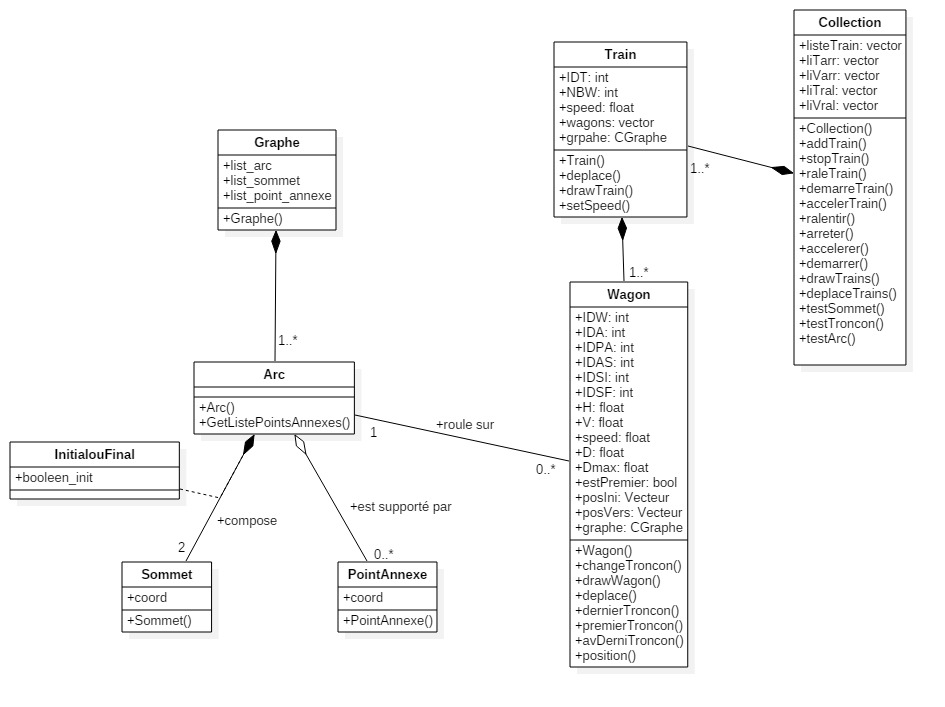 Collection
+listeTrain: vector
+liTarr: vector
+liVarr: vector
+liTral: vector
+liVral: vector
+Collection()
+addTrain()
+stopTrain()
+raleTrain()
+demarreTrain()
+accelerTrain()
+ralentir()
+arreter()
+accelerer()
+demarrer()
+drawTrains()
+deplaceTrains()
+testSommet()
+testTroncon()
+testArc()
Train
+IDT: int
+NBW: int
+speed: float
+wagons: vector
+grpahe: CGraphe
+Train()
+deplace()
+drawTrain()
+setSpeed()
1..*
1..*
Graphe
+list_arc
+list_sommet
+list_point_annexe
+Graphe()
1..*
Wagon
+IDW: int
+IDA: int
+IDPA: int
+IDAS: int
+IDSI: int
+IDSF: int
+H: float
+V: float
+speed: float
+D: float
+Dmax: float
+estPremier: bool
+posIni: Vecteur
+posVers: Vecteur
+graphe: CGraphe
+Wagon()
+changeTroncon()
+drawWagon()
+deplace()
+dernierTroncon()
+premierTroncon()
+avDerniTroncon()
+position()
Arc
+Arc()
+GetListePointsAnnexes()
1
+roule sur
0..*
InitialouFinal
+booleen_init
+compose
2
+est supporté par
0..*
Sommet
+coord
+Sommet()
PointAnnexe
+coord
+PointAnnexe()